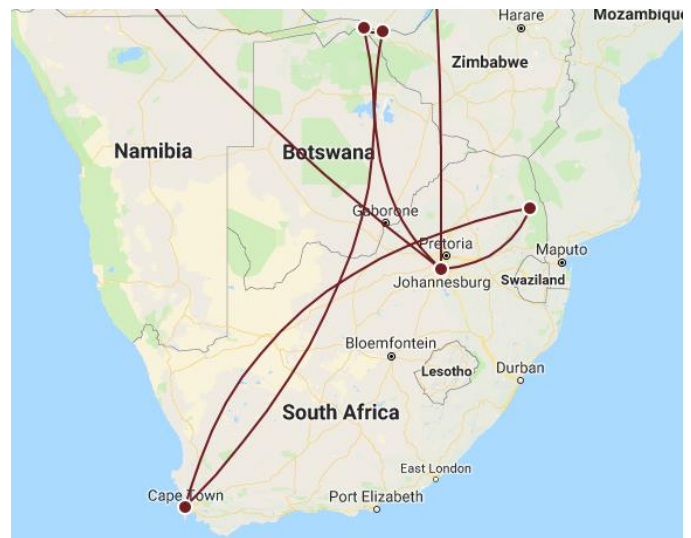 Harare
Mozambique
Zimbabwe
Namibia
Botswana
Gaborone
Pretoria
Maputo
Johannesburg
Swaziland
Bloemfontein
Lesotho
Durban
South Africa
East London
Cape Town
Port Elizabeth